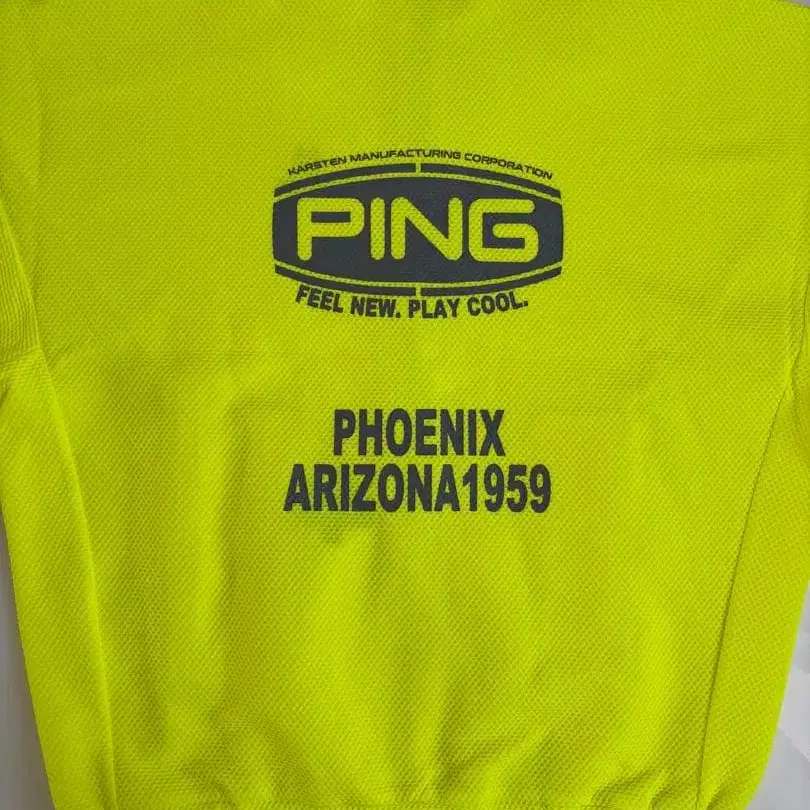 KARSTEN MANUFACTURING CORPORATION
PING
FEEL NEW. PLAY COOL.
PHOENIX
ARIZONA1959